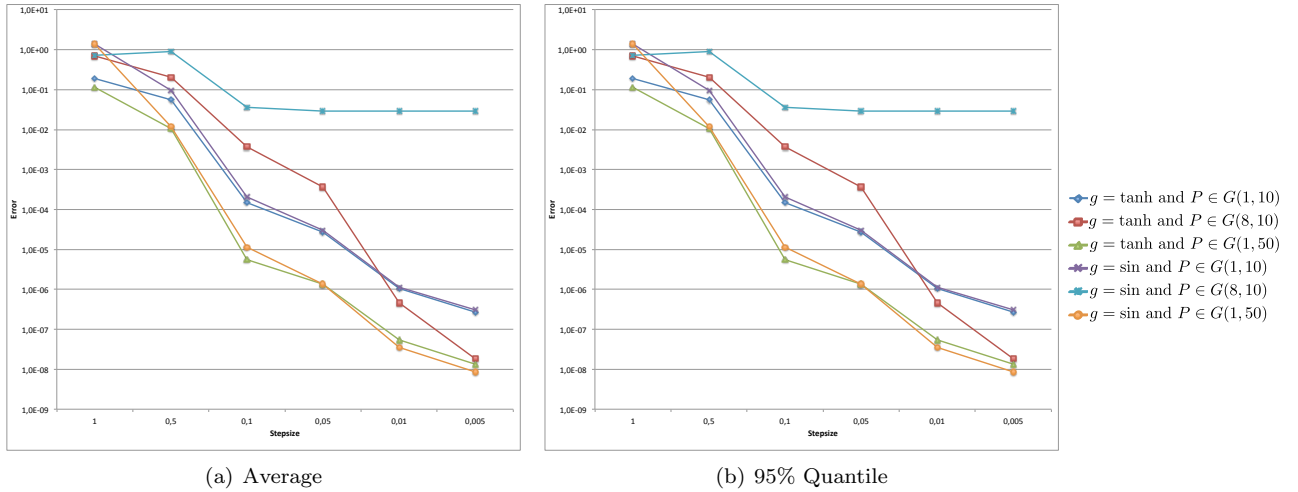 1,0E+01
1,0E+00
1,0E-01
1,0E-02
1,0E-03
1,0E-04
1,0E-05
1,0E-06
1,0E-07
1,0E-08
1,0E-09
Error
1 0,5 0,1 0,05 0,01 0,005
Stepsize
(a) Average
1,0E+01
1,0E+00
1,0E-01
1,0E-02
1,0E-03
1,0E-04
1,0E-05
1,0E-06
1,0E-07
1,0E-08
1,0E-09
Error
1 0,5 0,1 0,05 0,01 0,005
Stepsize
(b) 95% Quantile
g = tanh and P ∈ G(1, 10)
g = tanh and P ∈ G(8, 10)
g = tanh and P ∈ G(1, 50)
g = sin and P ∈ G(1, 10)
g = sin and P ∈ G(8, 10)
g = sin and P ∈ G(1, 50)